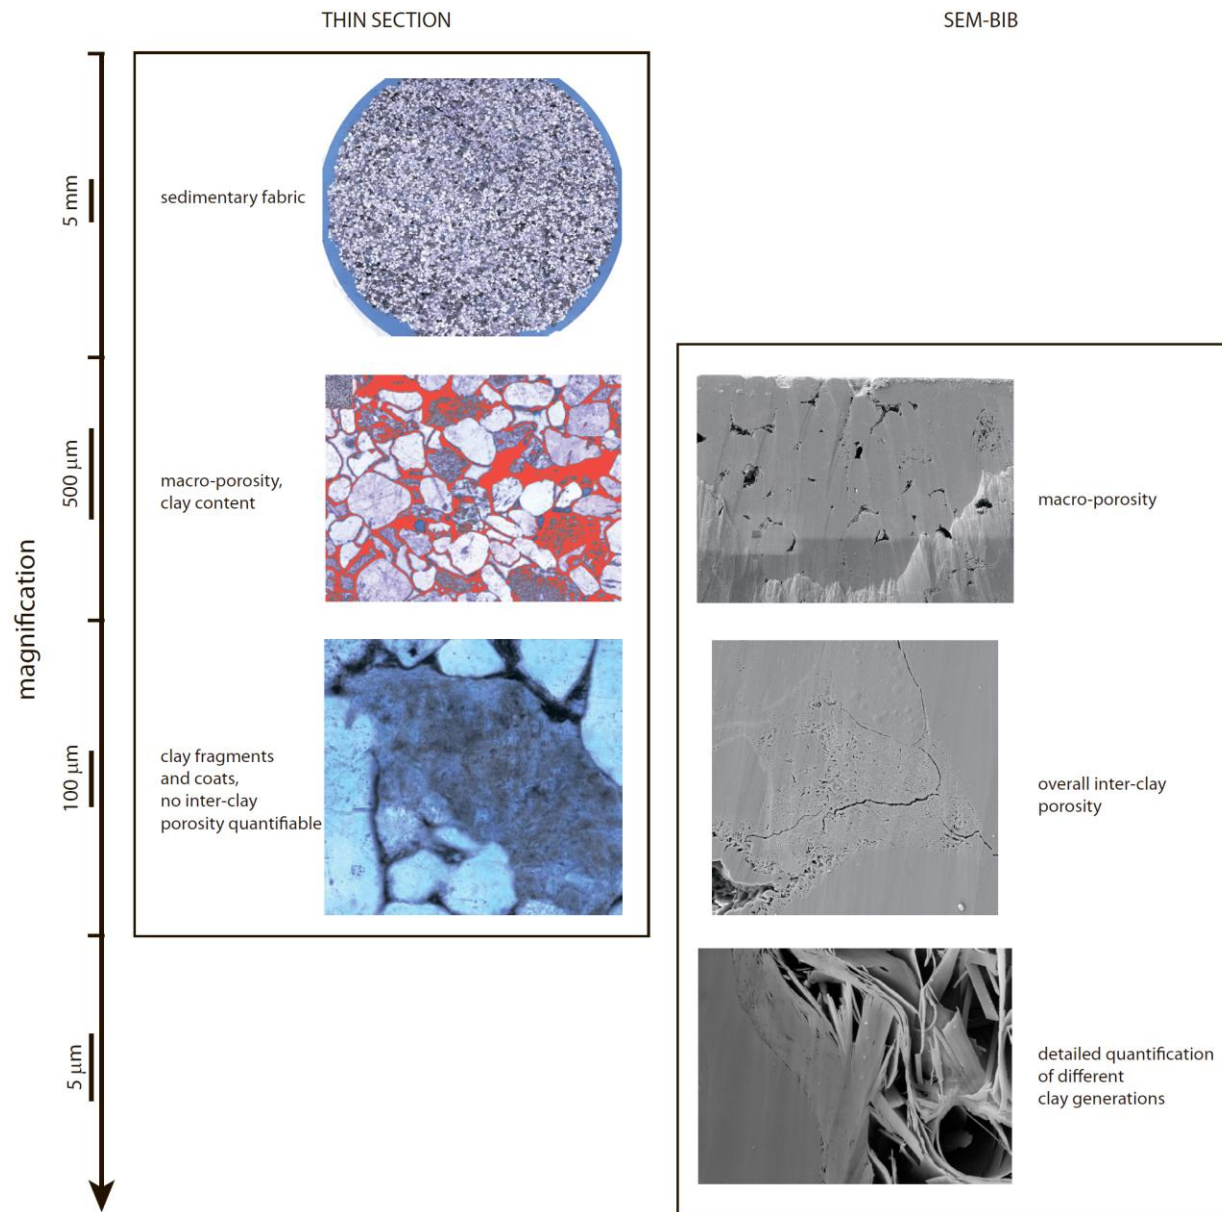 THIN SECTION
SEM-BIB
magnification
5 mm
500 µm
100 µm
5 µm
sedimentary fabric
macro-porosity,
clay content
clay fragments
and coats,
no inter-clay
porosity quantifiable
macro-porosity
overall inter-clay
porosity
detailed quantification
of different
clay generations